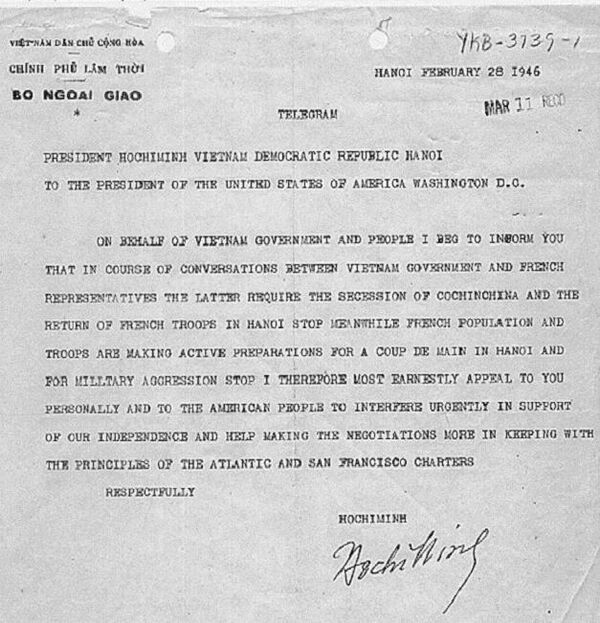 VIỆT-NAM DÂN CHỦ CỘNG HÒA
CHÍNH PHỦ LÂM THỜI
BO NGOAI GIAO
*
YKB-3739-1
HANOI FEBRUARY 28 1946
MAR 11 RECD
TELEGRAM
PRESIDENT HOCHIMINH VIETNAM DEMOCRATIC REPUBLIC HANOI
TO THE PRESIDENT OF THE UNITED STATES OF AMERICA WASHINGTON D.C.
ON BEHALF OF VIETNAM GOVERNMENT AND PEOPLE I BEG TO INFORM YOU
THAT IN COURSE OF CONVERSATIONS BETWEEN VIETNAM GOVERNMENT AND FRENCH
REPRESENTATIVES THE LATTER REQUIRE THE SECESSION OF COCHINCHINA AND THE
RETURN OF FRENCH TROOPS IN HANOI STOP MEANWHILE FRENCH POPULATION AND
TROOPS ARE MAKING ACTIVE PREPARATIONS FOR A COUP DE MAIN IN HANOI AND
FOR MILITARY AGGRESSION STOP I THEREFORE MOST EARNESTLY APPEAL TO YOU
PERSONALLY AND TO THE AMERICAN PEOPLE TO INTERFERE URGENTLY IN SUPPORT
OF OUR INDEPENDENCE AND HELP MAKING THE NEGOTIATIONS MORE IN KEEPING WITH
THE PRINCIPLES OF THE ATLANTIC AND SAN FRANCISCO CHARTERS
RESPECTFULLY
HOCHIMINH
Hochiminh